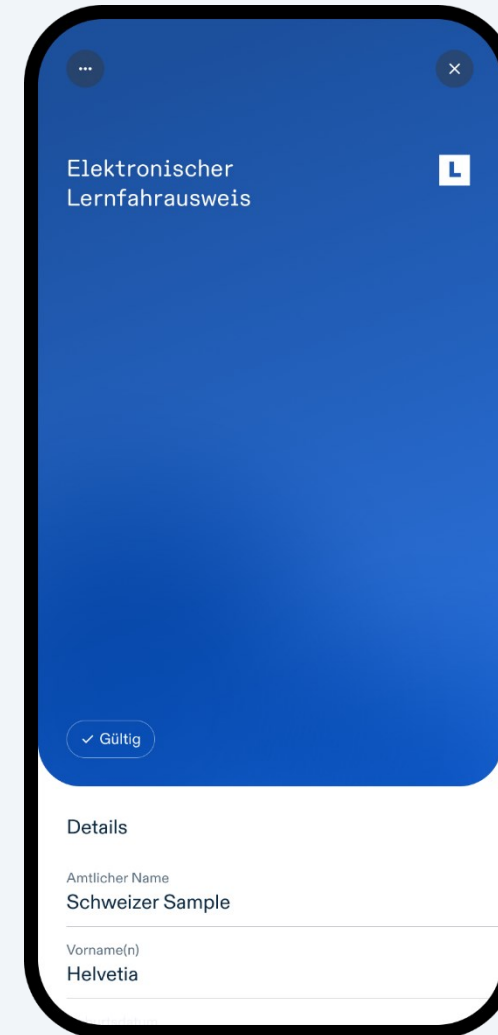 Elektronischer
Lernfahrausweis
L
✓ Gültig
Details
Amtlicher Name
Schweizer Sample
Vorname(n)
Helvetia